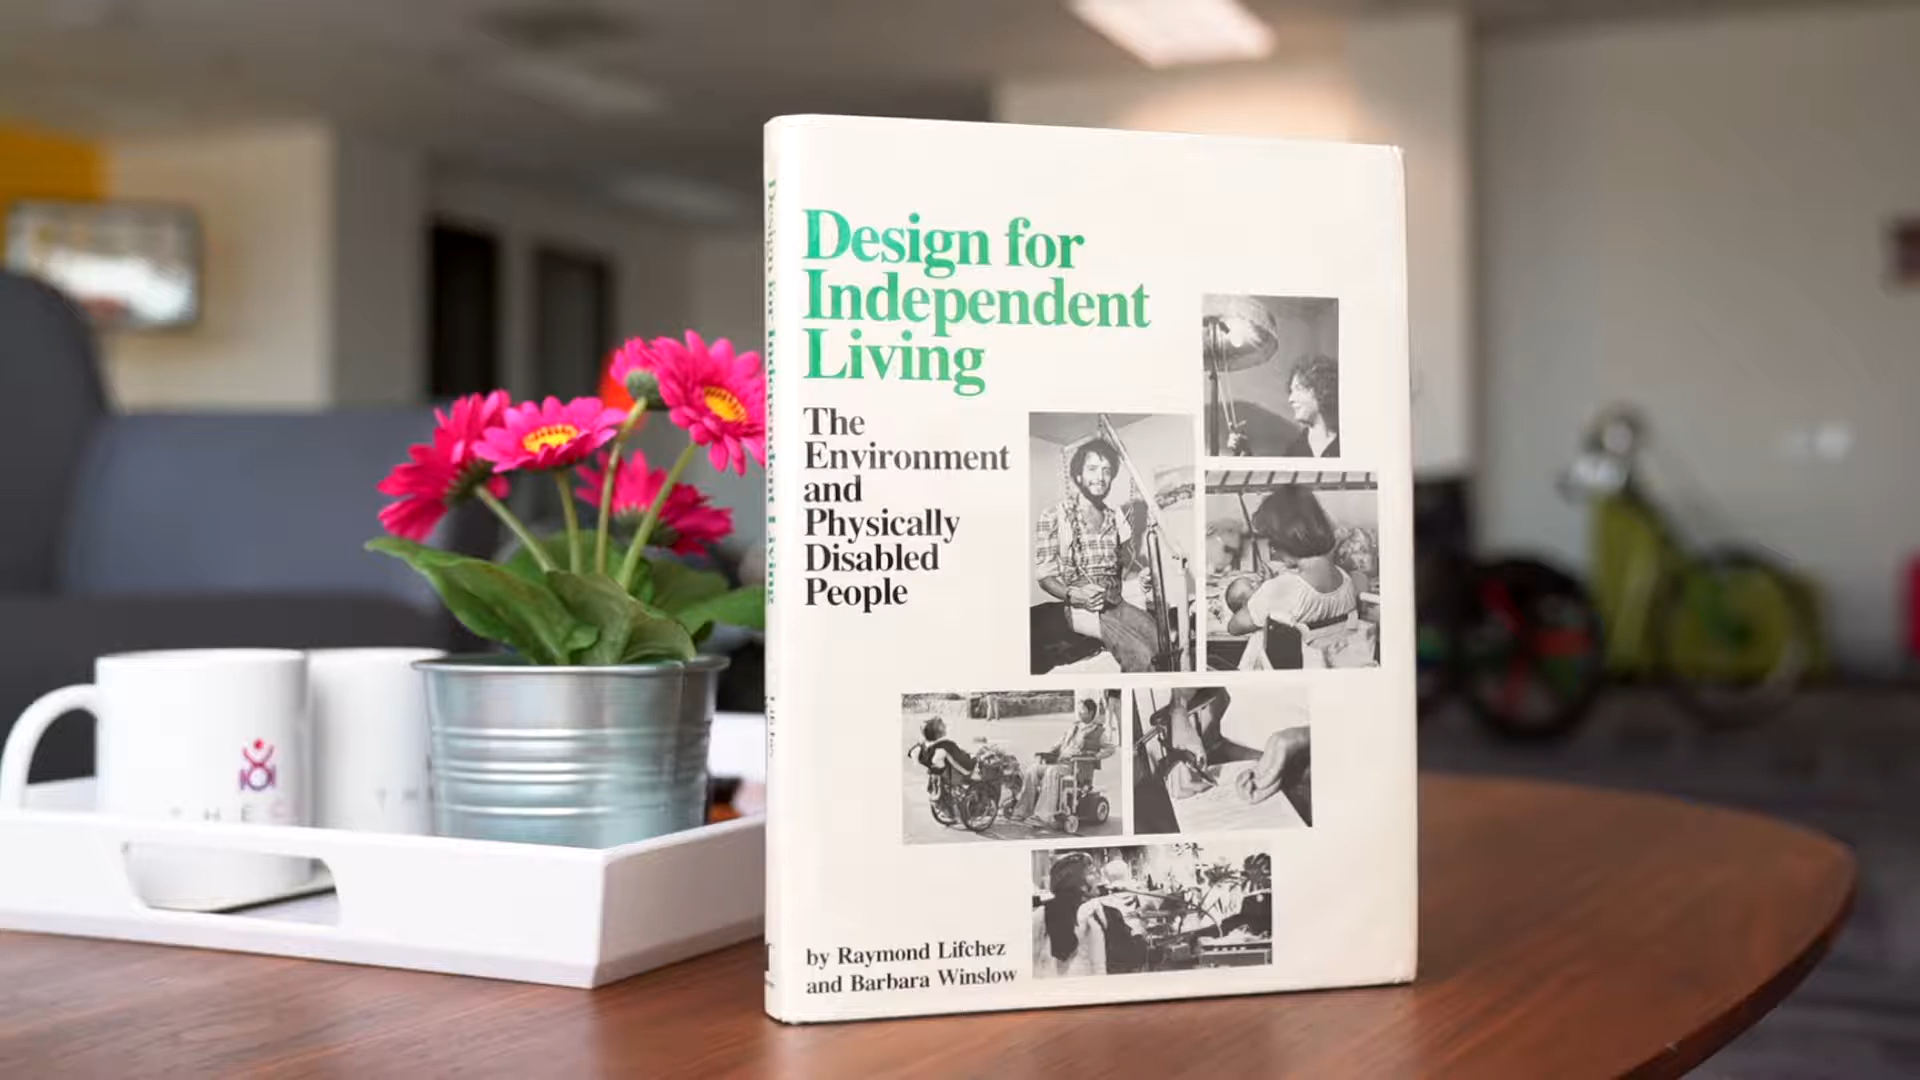 Design for
Independent
Living
The
Environment
and
Physically
Disabled
People
by Raymond Lifchez
and Barbara Winslow
Design for Independent Living